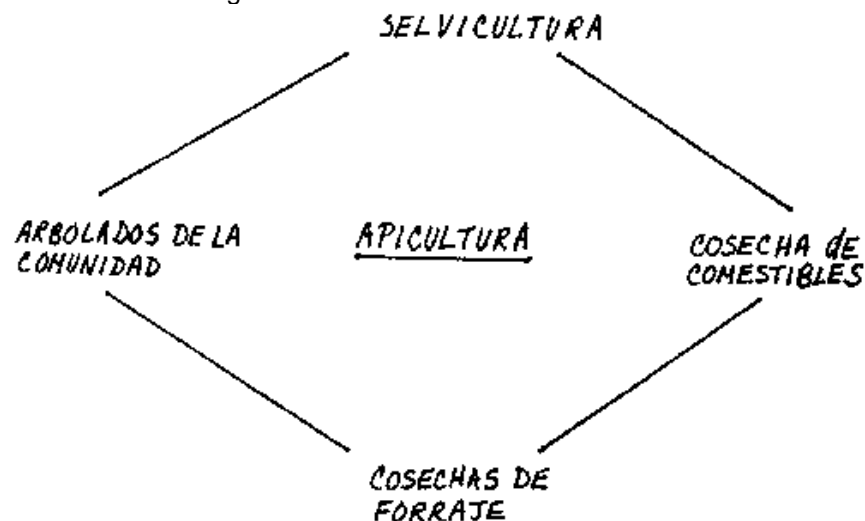 SELVICULTURA
ARBOLADOS DE LA
COMUNIDAD
APICULTURA
COSECHA de
COMESTIBLES
COSECHAS DE
FORRAJE